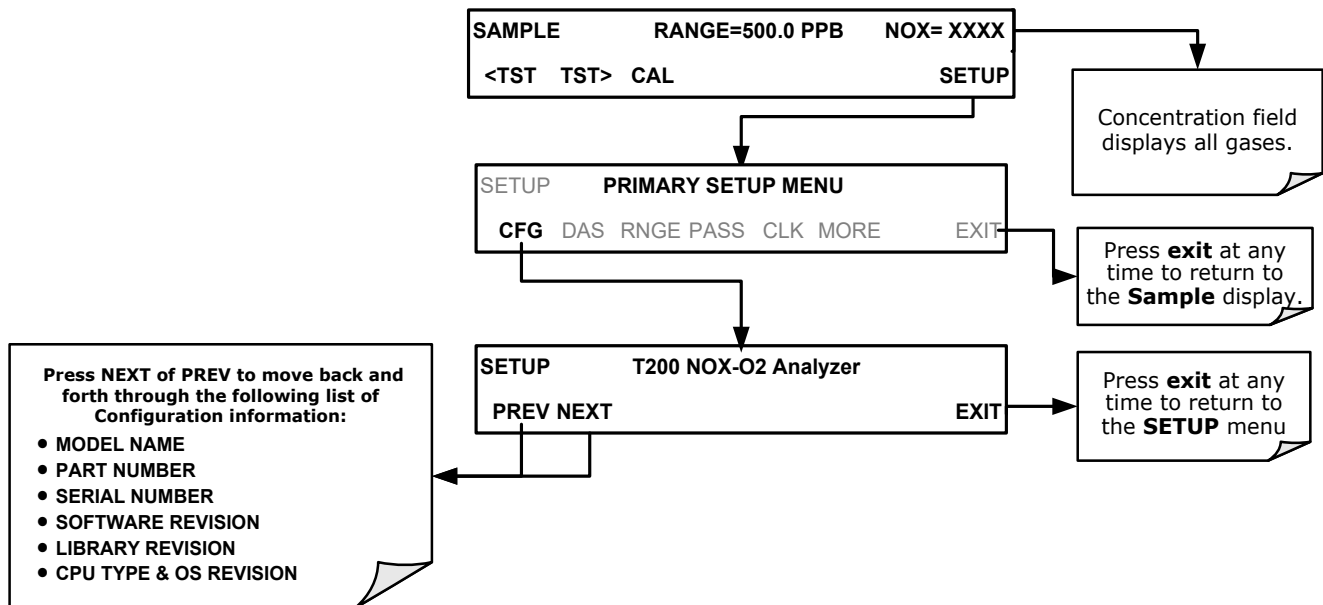 SAMPLE RANGE=500.0 PPB NOX= XXXX
<TST TST> CAL SETUP
Concentration field
displays all gases.
SETUP PRIMARY SETUP MENU
CFG DAS RNGE PASS CLK MORE EXIT
Press exit at any
time to return to
the Sample display.
SETUP T200 NOX-O2 Analyzer
PREV NEXT EXIT
Press exit at any
time to return to
the SETUP menu
Press NEXT of PREV to move back and
forth through the following list of
Configuration information:
• MODEL NAME
• PART NUMBER
• SERIAL NUMBER
• SOFTWARE REVISION
• LIBRARY REVISION
• CPU TYPE & OS REVISION